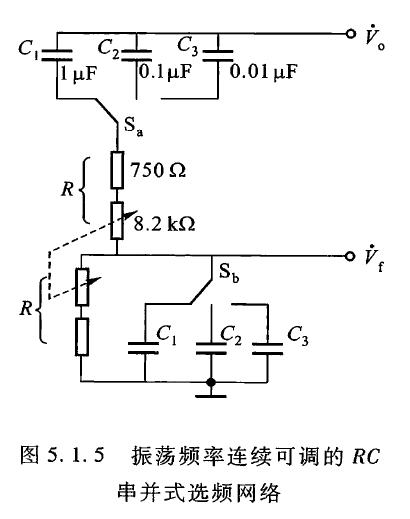 C₁ C₂ C₃ V̇ₒ
1 μF 0.1 μF 0.01 μF
Sₐ
R 750 Ω
8.2 kΩ
V̇f
R Sb
C₁ C₂ C₃
图 5. 1. 5 振荡频率连续可调的 RC
串并式选频网络